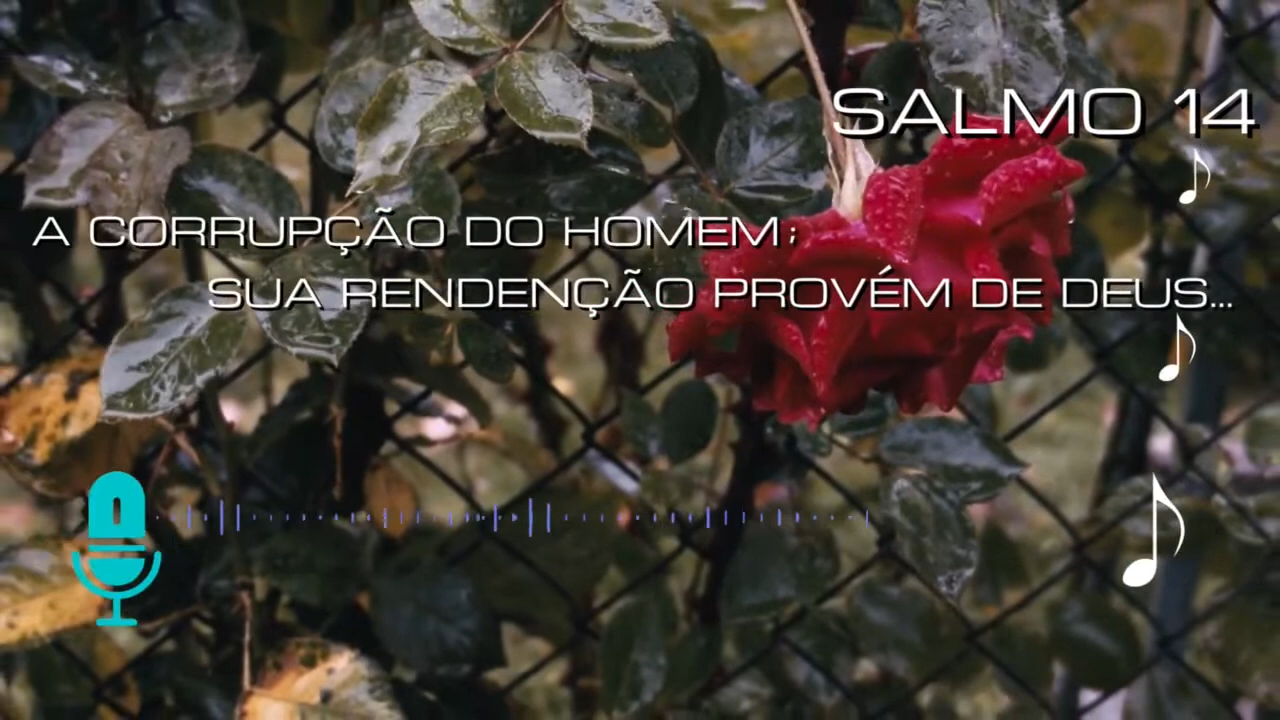 SALMO 14
A CORRUPÇÃO DO HOMEM;
SUA RENDENÇÃO PROVÉM DE DEUS...